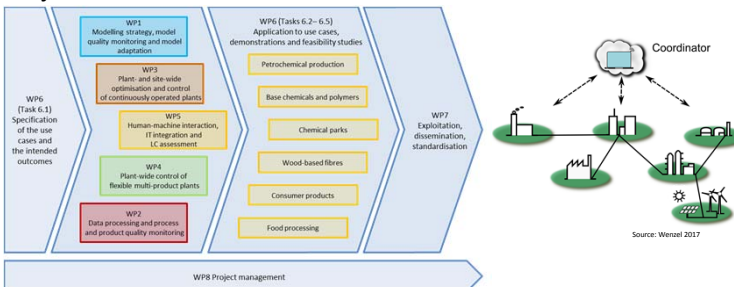 WP6
(Task 6.1)
Specification
of the use
cases and
the intended
outcomes
WP1
Modelling strategy, model
quality monitoring and model
adaptation
WP3
Plant- and site-wide
optimisation and control
of continuously operated plants
WP5
Human-machine interaction,
IT integration and
LC assessment
WP4
Plant-wide control of
flexible multi-product plants
WP2
Data processing and process
and product quality monitoring
WP6 (Tasks 6.2– 6.5)
Application to use cases,
demonstrations and feasibility studies
Petrochemical production
Base chemicals and polymers
Chemical parks
Wood-based fibres
Consumer products
Food processing
WP7
Exploitation,
dissemination,
standardisation
WP8 Project management
Coordinator
Source: Wenzel 2017